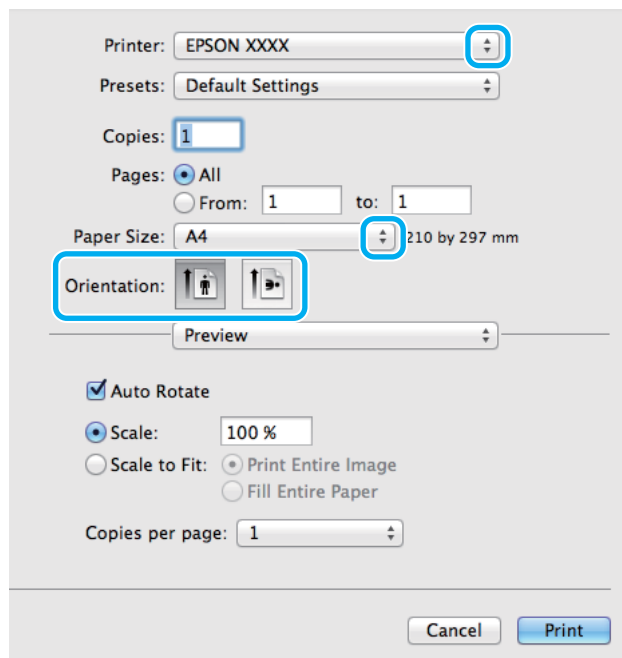 Printer: EPSON XXXX
Presets: Default Settings
Copies: 1
Pages: All
From: 1 to: 1
Paper Size: A4 210 by 297 mm
Orientation:
Preview
Auto Rotate
Scale: 100 %
Scale to Fit: Print Entire Image
Fill Entire Paper
Copies per page: 1
Cancel Print